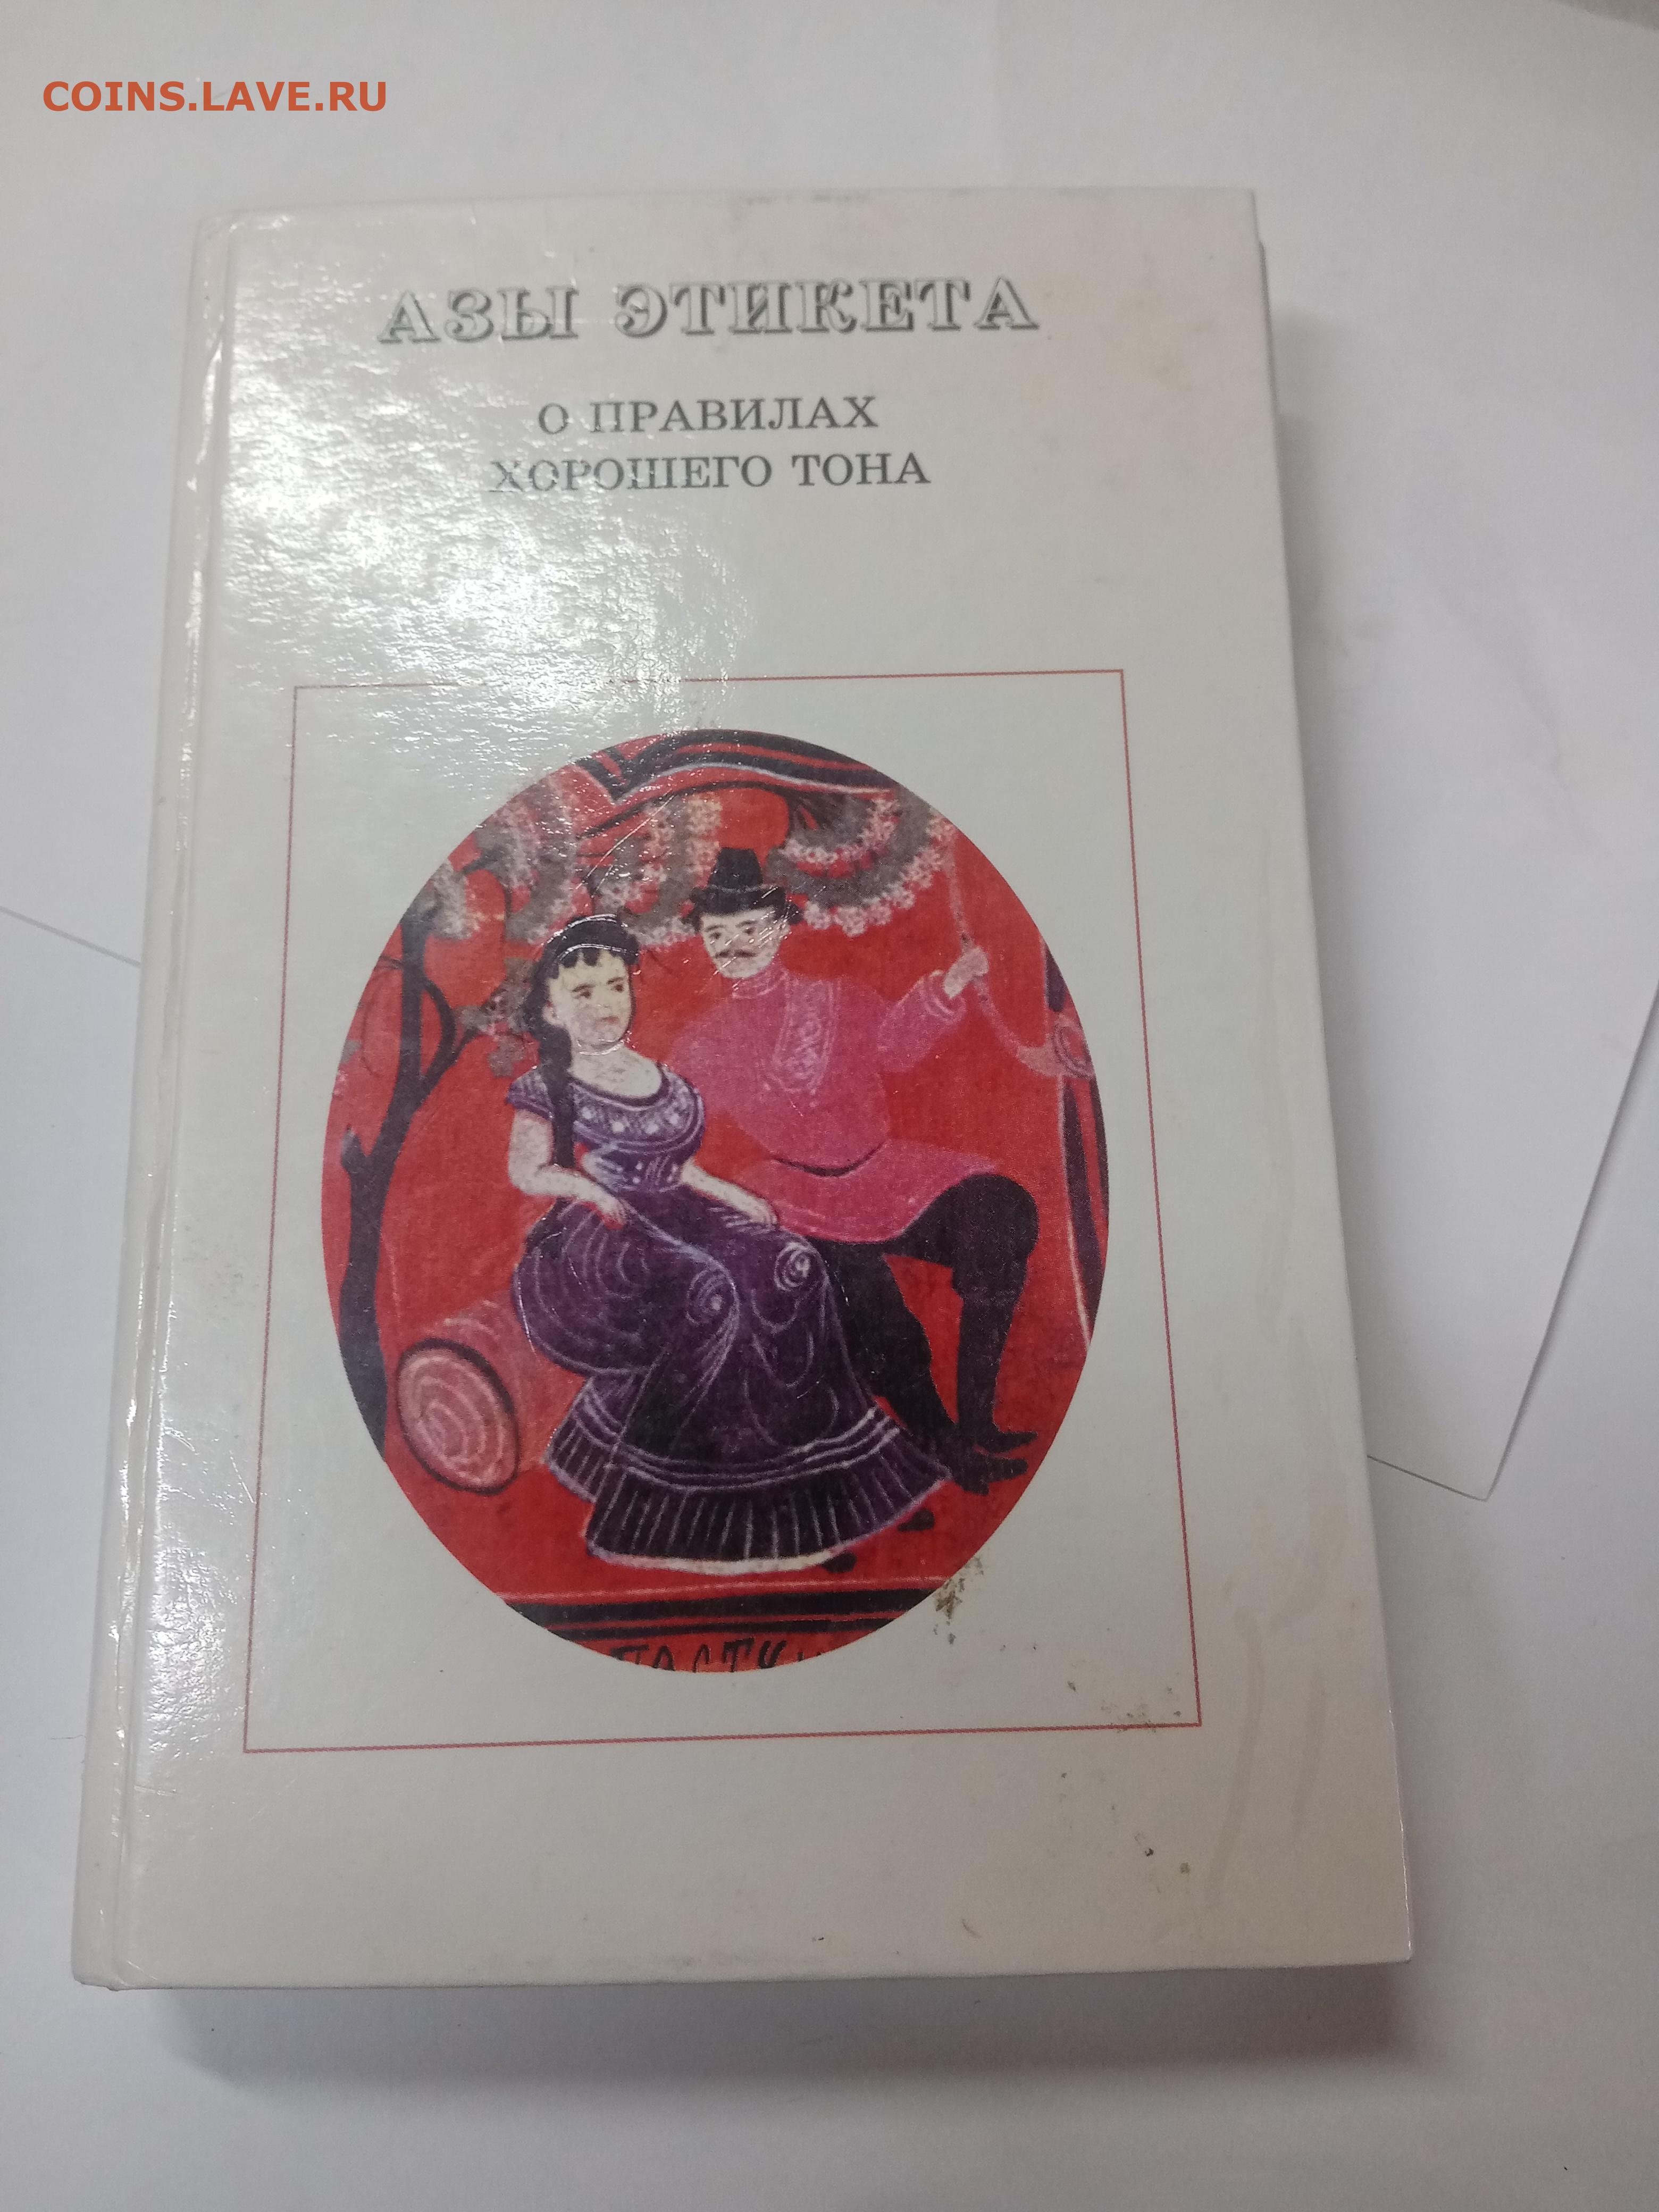 COINS.LAVE.RU
АЗЫ ЭТИКЕТА
О ПРАВИЛАХ
ХОРОШЕГО ТОНА